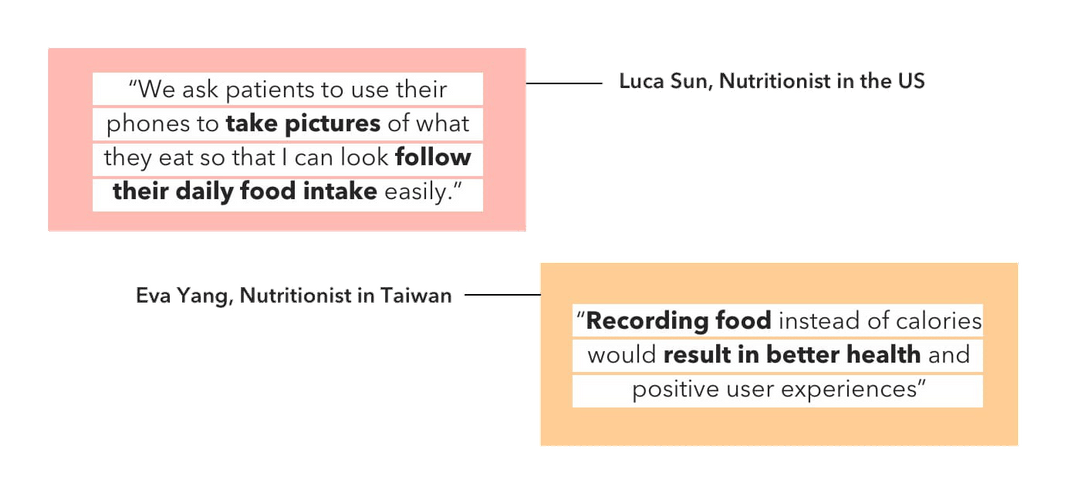 “We ask patients to use their
phones to take pictures of what
they eat so that I can look follow
their daily food intake easily.”
Luca Sun, Nutritionist in the US
Eva Yang, Nutritionist in Taiwan
“Recording food instead of calories
would result in better health and
positive user experiences”